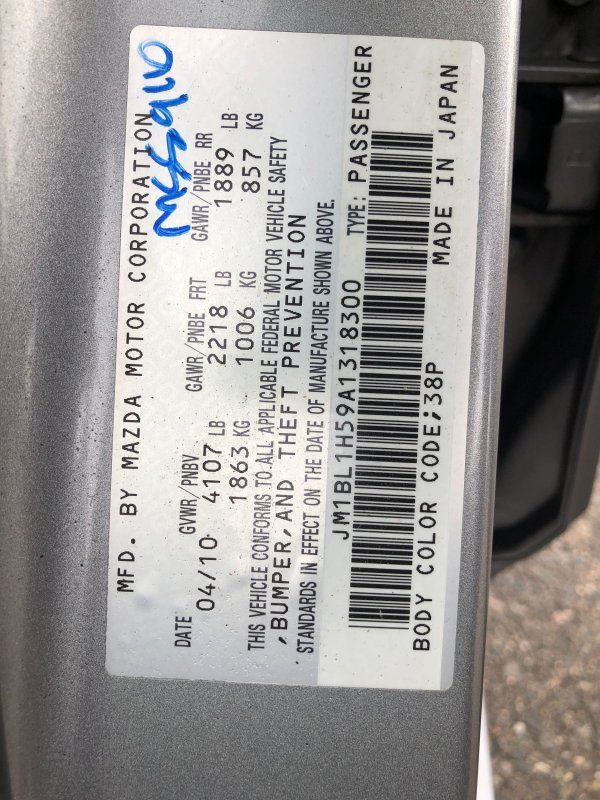 MFD. BY MAZDA MOTOR CORPORATION
DATE GVWR/PNBV GAWR/PNBE FRT GAWR/PNBE RR
04/10 4107 LB 2218 LB 1889 LB
1863 KG 1006 KG 857 KG
THIS VEHICLE CONFORMS TO ALL APPLICABLE FEDERAL MOTOR VEHICLE SAFETY
,BUMPER,AND THEFT PREVENTION
STANDARDS IN EFFECT ON THE DATE OF MANUFACTURE SHOWN ABOVE.
JM1BL1H59A1318300 TYPE: PASSENGER
BODY COLOR CODE;38P MADE IN JAPAN